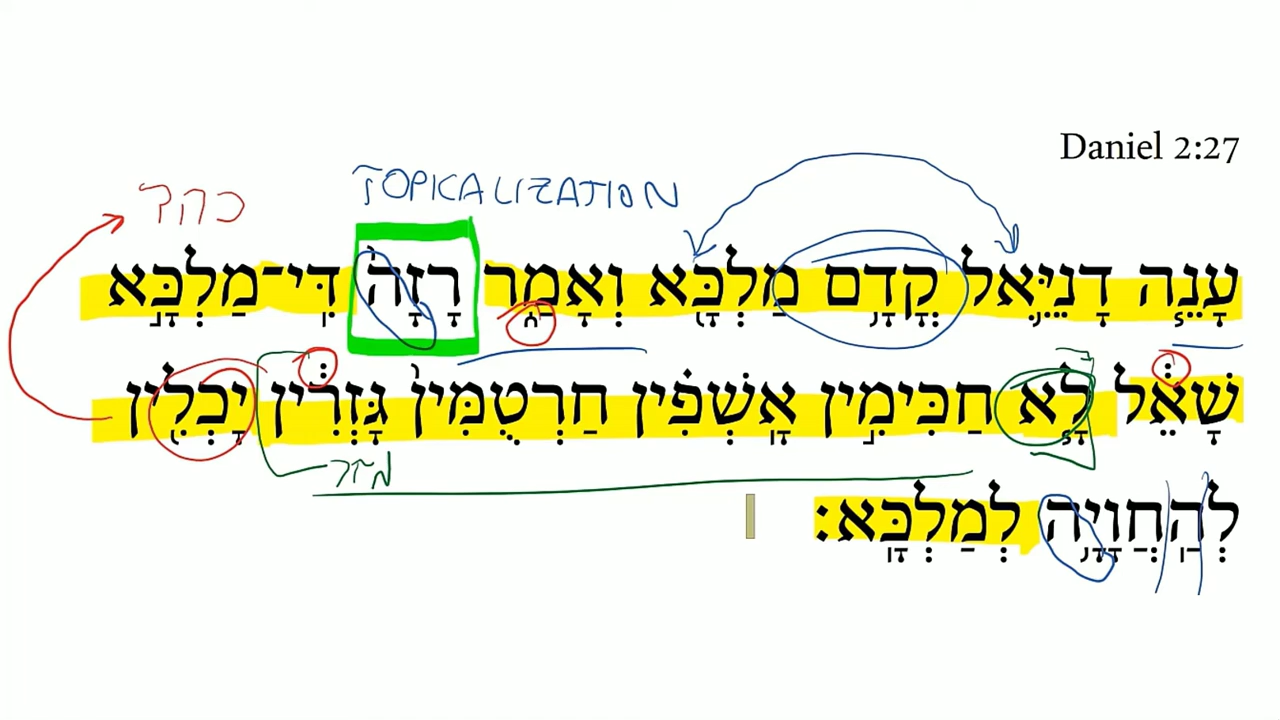 Daniel 2:27
כהד
TOPICALIZATION
עָנֵ֨ה דָנִיֵּ֧אל קֳדָ֛ם מַלְכָּ֖א וְאָמַ֑ר רָזָה֙ דִּֽי־מַלְכָּ֣א
שָׁאֵ֔ל לָ֧א חַכִּימִ֣ין אָֽשְׁפִ֗ין חַרְטֻמִּין֙ גָּזְרִ֔ין יָכְלִ֖ין
לְהַֽחֲוָיָ֥ה לְמַלְכָּֽא׃